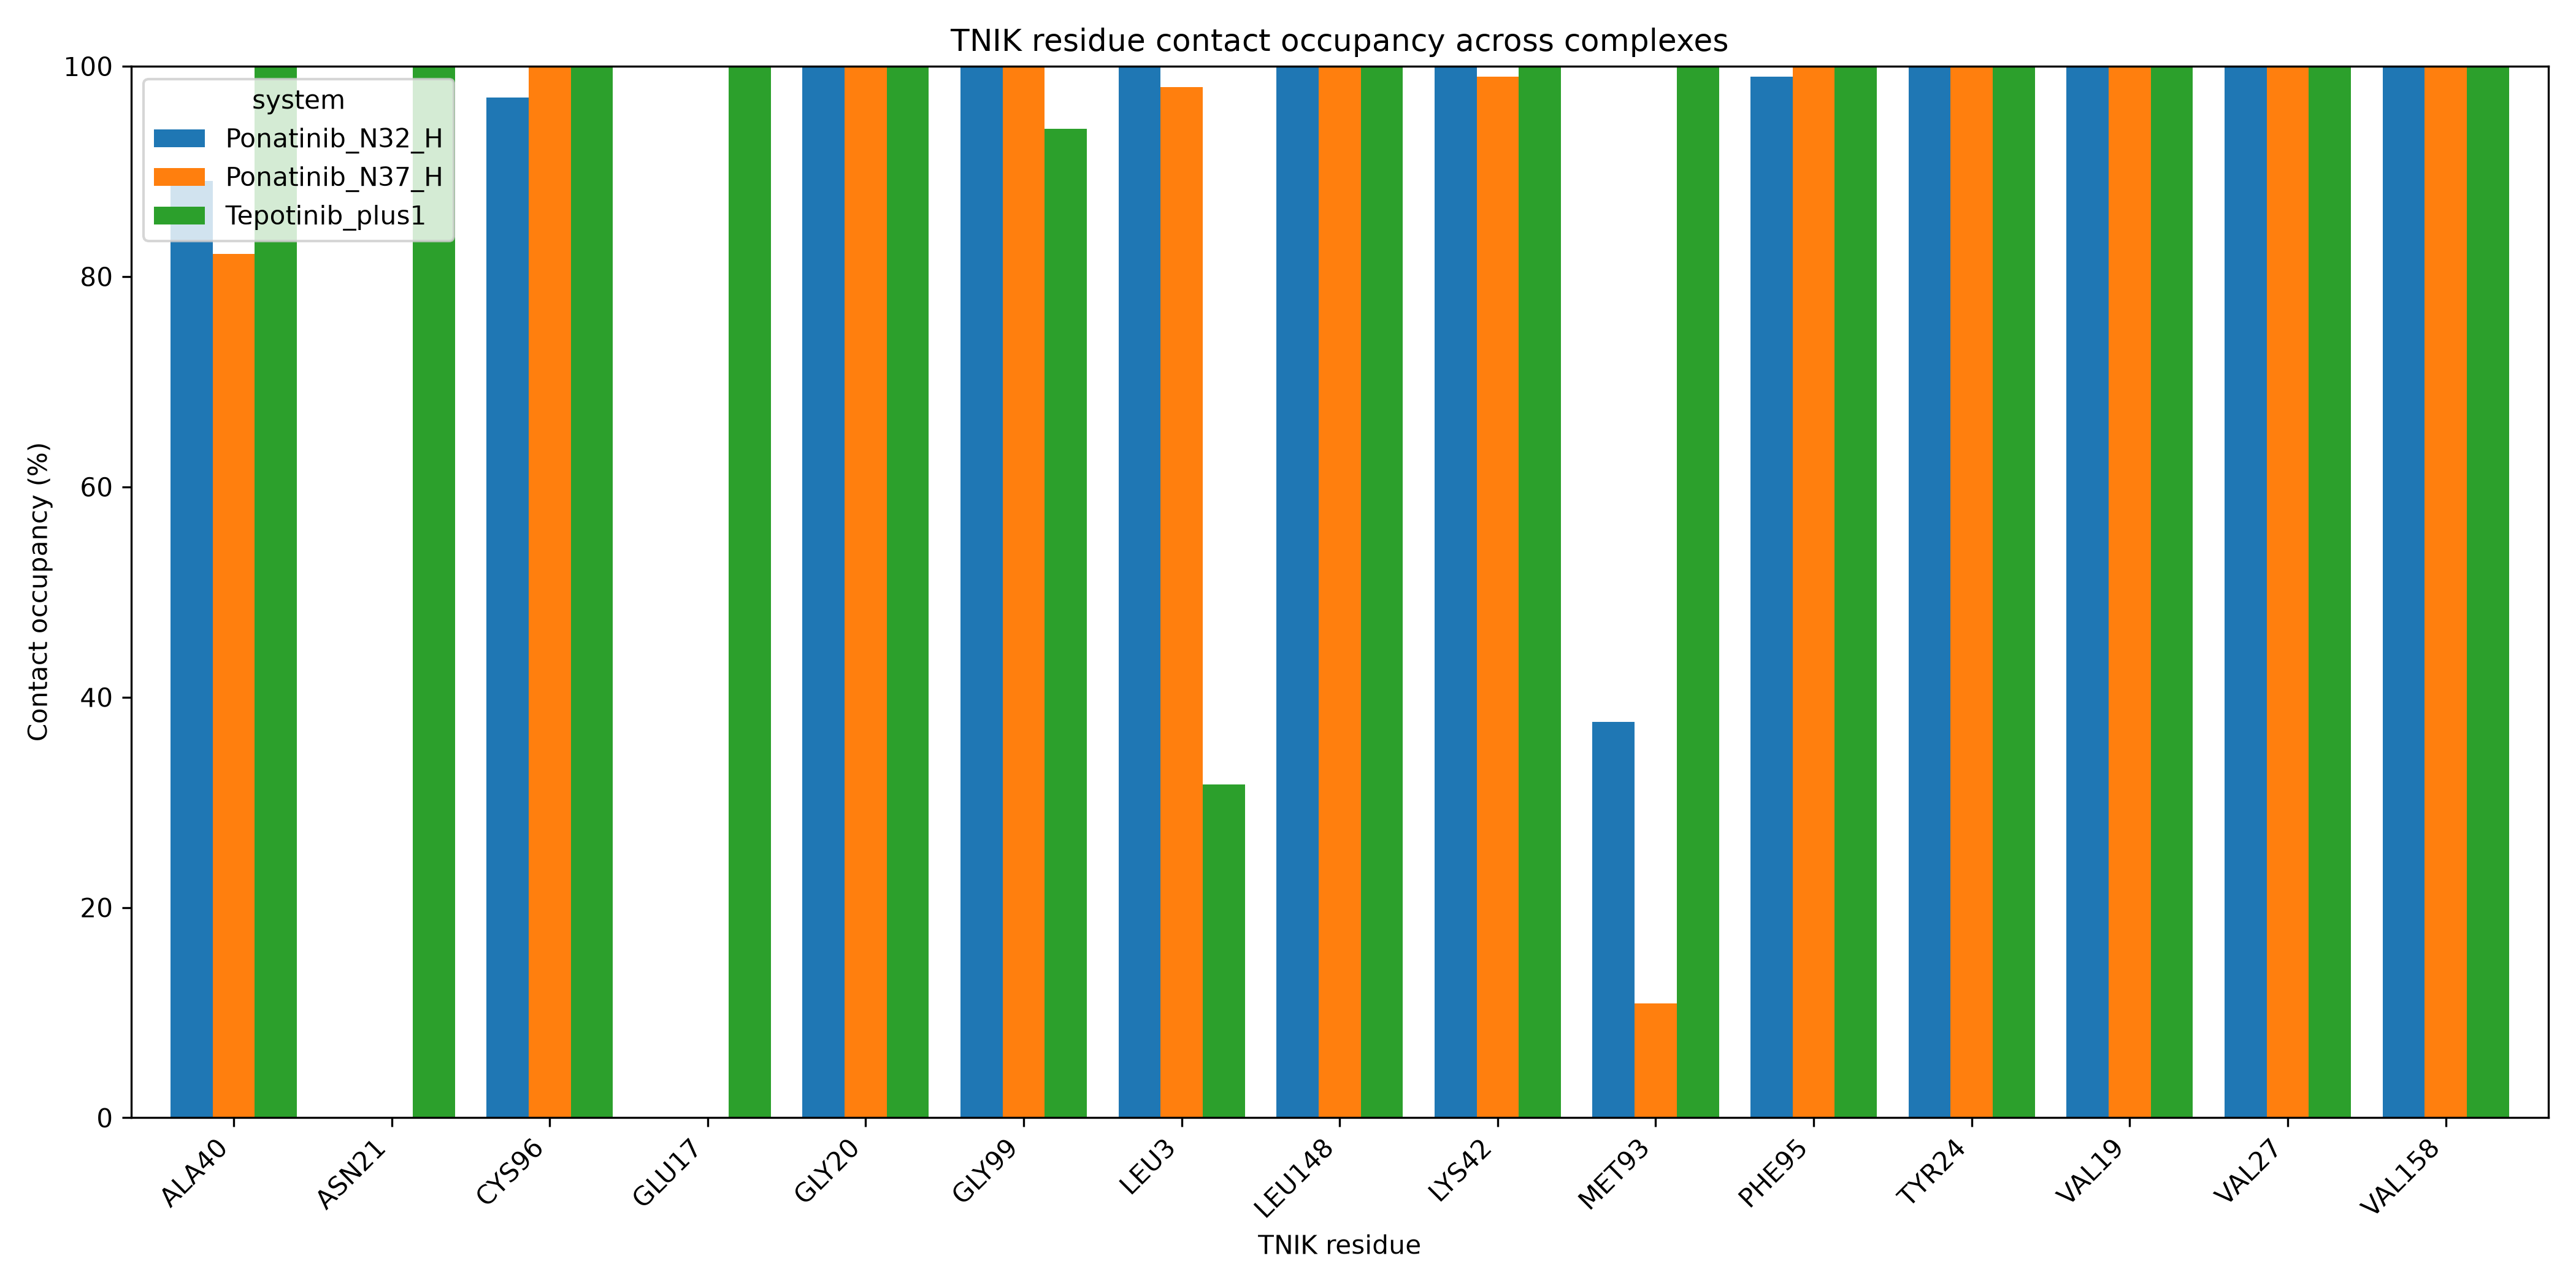 TNIK residue contact occupancy across complexes
system
Ponatinib_N32_H
Ponatinib_N37_H
Tepotinib_plus1
Contact occupancy (%)
100
80
60
40
20
0
ALA40
ASN21
CYS96
GLU17
GLY20
GLY99
LEU3
LEU148
LYS42
MET93
PHE95
TYR24
VAL19
VAL27
VAL158
TNIK residue